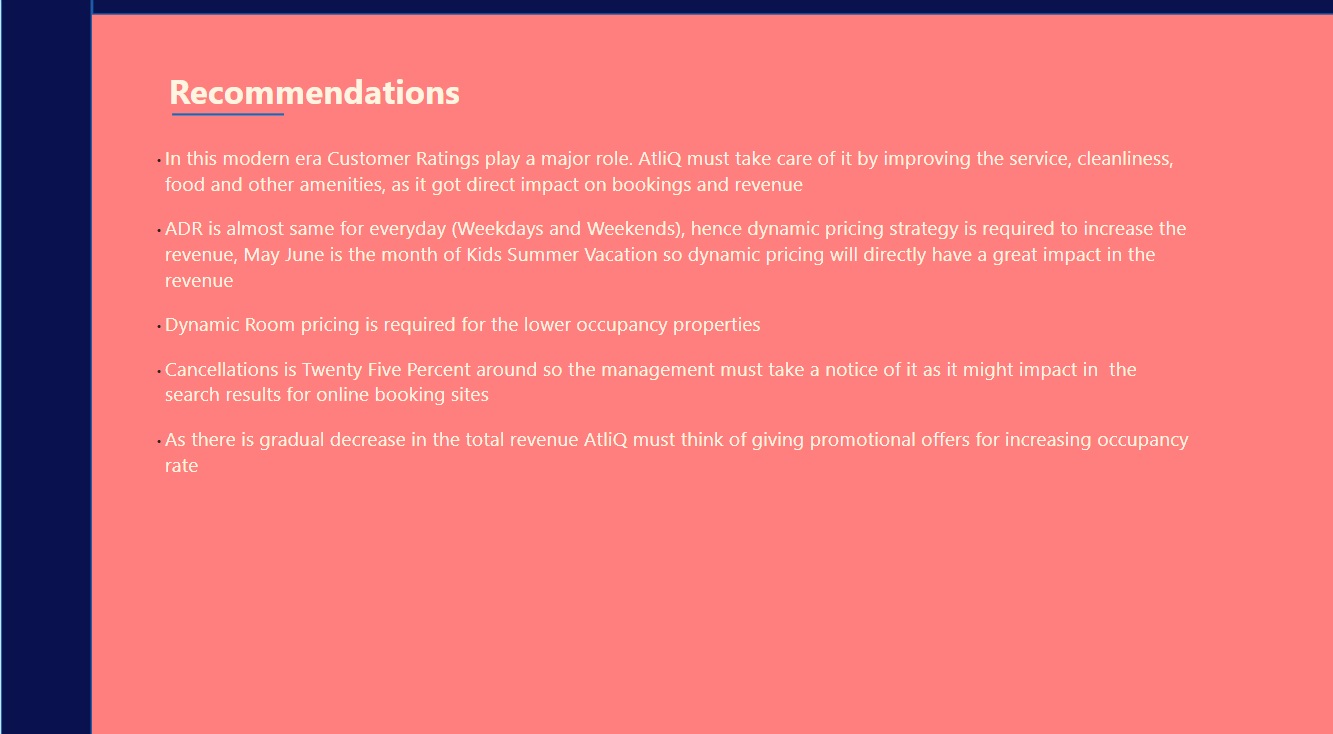 Recommendations
• In this modern era Customer Ratings play a major role. AtliQ must take care of it by improving the service, cleanliness,
food and other amenities, as it got direct impact on bookings and revenue
• ADR is almost same for everyday (Weekdays and Weekends), hence dynamic pricing strategy is required to increase the
revenue, May June is the month of Kids Summer Vacation so dynamic pricing will directly have a great impact in the
revenue
• Dynamic Room pricing is required for the lower occupancy properties
• Cancellations is Twenty Five Percent around so the management must take a notice of it as it might impact in  the
search results for online booking sites
• As there is gradual decrease in the total revenue AtliQ must think of giving promotional offers for increasing occupancy
rate